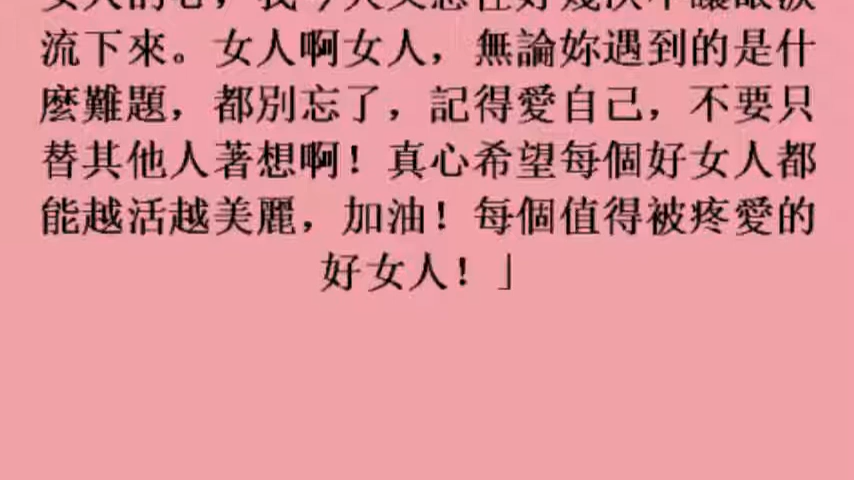 流下來。女人啊女人，無論妳遇到的是什
麼難題，都別忘了，記得愛自己，不要只
替其他人著想啊！真心希望每個好女人都
能越活越美麗，加油！每個值得被疼愛的
好女人！」